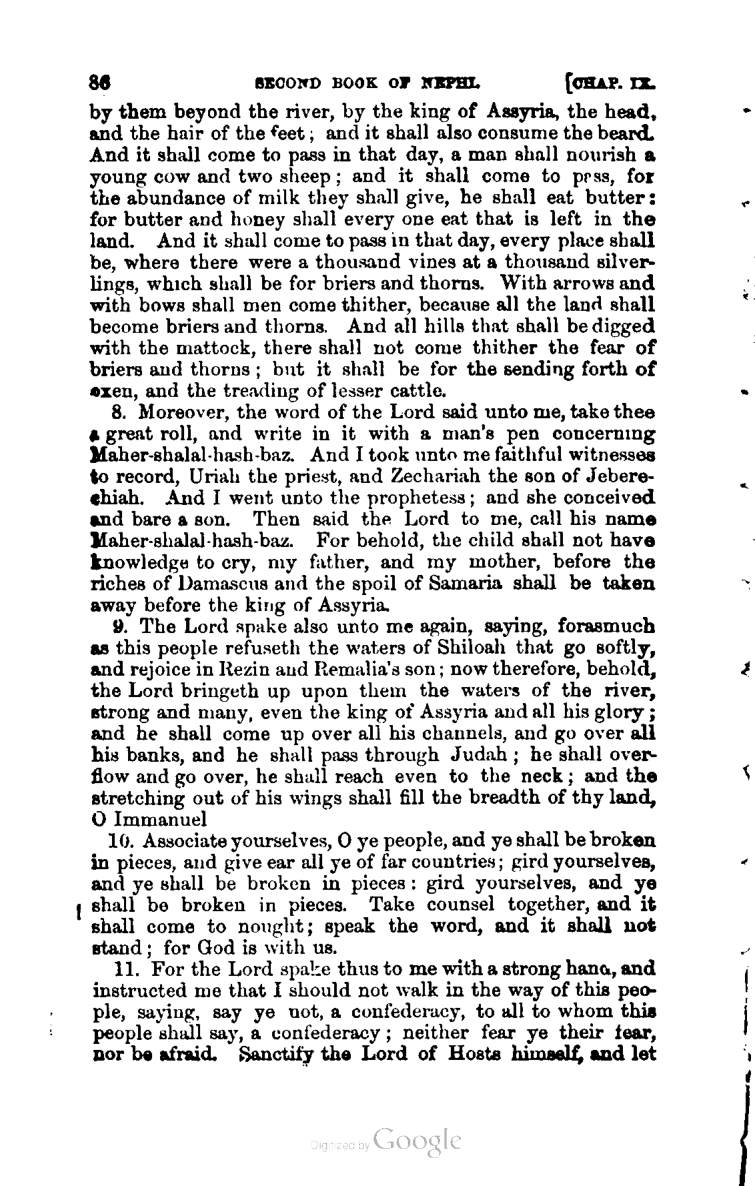 86 SECOND BOOK OF NEPHI. [CHAP. IX.
by them beyond the river, by the king of Assyria, the head,
and the hair of the feet; and it shall also consume the beard.
And it shall come to pass in that day, a man shall nourish a
young cow and two sheep; and it shall come to pass, for
the abundance of milk they shall give, he shall eat butter:
for butter and honey shall every one eat that is left in the
land. And it shall come to pass in that day, every place shall
be, where there were a thousand vines at a thousand silver-
lings, which shall be for briers and thorns. With arrows and
with bows shall men come thither, because all the land shall
become briers and thorns. And all hills that shall be digged
with the mattock, there shall not come thither the fear of
briers and thorns; but it shall be for the sending forth of
oxen, and the treading of lesser cattle.
8. Moreover, the word of the Lord said unto me, take thee
a great roll, and write in it with a man's pen concerning
Maher-shalal-hash-baz. And I took unto me faithful witnesses
to record, Uriah the priest, and Zechariah the son of Jebere-
chiah. And I went unto the prophetess; and she conceived
and bare a son. Then said the Lord to me, call his name
Maher-shalal-hash-baz. For behold, the child shall not have
knowledge to cry, my father, and my mother, before the
riches of Damascus and the spoil of Samaria shall be taken
away before the king of Assyria.
9. The Lord spake also unto me again, saying, forasmuch
as this people refuseth the waters of Shiloah that go softly,
and rejoice in Rezin and Remalia's son; now therefore, behold,
the Lord bringeth up upon them the waters of the river,
strong and many, even the king of Assyria and all his glory;
and he shall come up over all his channels, and go over all
his banks, and he shall pass through Judah; he shall over-
flow and go over, he shall reach even to the neck; and the
stretching out of his wings shall fill the breadth of thy land,
O Immanuel
10. Associate yourselves, O ye people, and ye shall be broken
in pieces, and give ear all ye of far countries; gird yourselves,
and ye shall be broken in pieces: gird yourselves, and ye
shall be broken in pieces. Take counsel together, and it
shall come to nought; speak the word, and it shall not
stand; for God is with us.
11. For the Lord spake thus to me with a strong hand, and
instructed me that I should not walk in the way of this peo-
ple, saying, say ye not, a confederacy, to all to whom this
people shall say, a confederacy; neither fear ye their fear,
nor be afraid. Sanctify the Lord of Hosts himself, and let
Digitized by Google